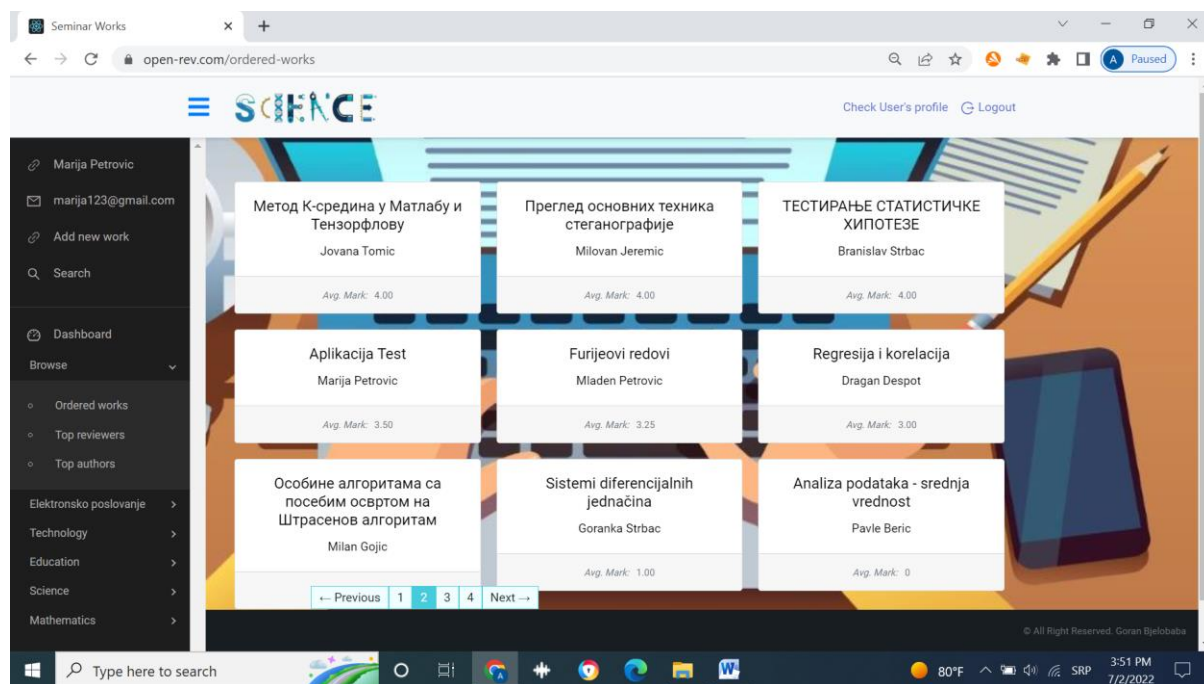 Seminar Works
open-rev.com/ordered-works
A
Paused
SCIENCE
Check User's profile
Logout
Marija Petrovic
marija123@gmail.com
Add new work
Search
Dashboard
Browse
Ordered works
Top reviewers
Top authors
Elektronsko poslovanje
Technology
Education
Science
Mathematics
Метод К-средина у Матлабу и
Тензорфлову
Jovana Tomic
Avg. Mark: 4.00
Преглед основних техника
стеганографије
Milovan Jeremic
Avg. Mark: 4.00
ТЕСТИРАЊЕ СТАТИСТИЧКЕ
ХИПОТЕЗЕ
Branislav Strbac
Avg. Mark: 4.00
Aplikacija Test
Marija Petrovic
Avg. Mark: 3.50
Furijeovi redovi
Mladen Petrovic
Avg. Mark: 3.25
Regresija i korelacija
Dragan Despot
Avg. Mark: 3.00
Особине алгоритама са
посебим освртом на
Штрасенов алгоритам
Milan Gojic
Sistemi diferencijalnih
jednačina
Goranka Strbac
Avg. Mark: 1.00
Analiza podataka - srednja
vrednost
Pavle Beric
Avg. Mark: 0
← Previous 1 2 3 4 Next →
© All Right Reserved. Goran Bjelobaba
Type here to search
80°F
SRP
3:51 PM
7/2/2022